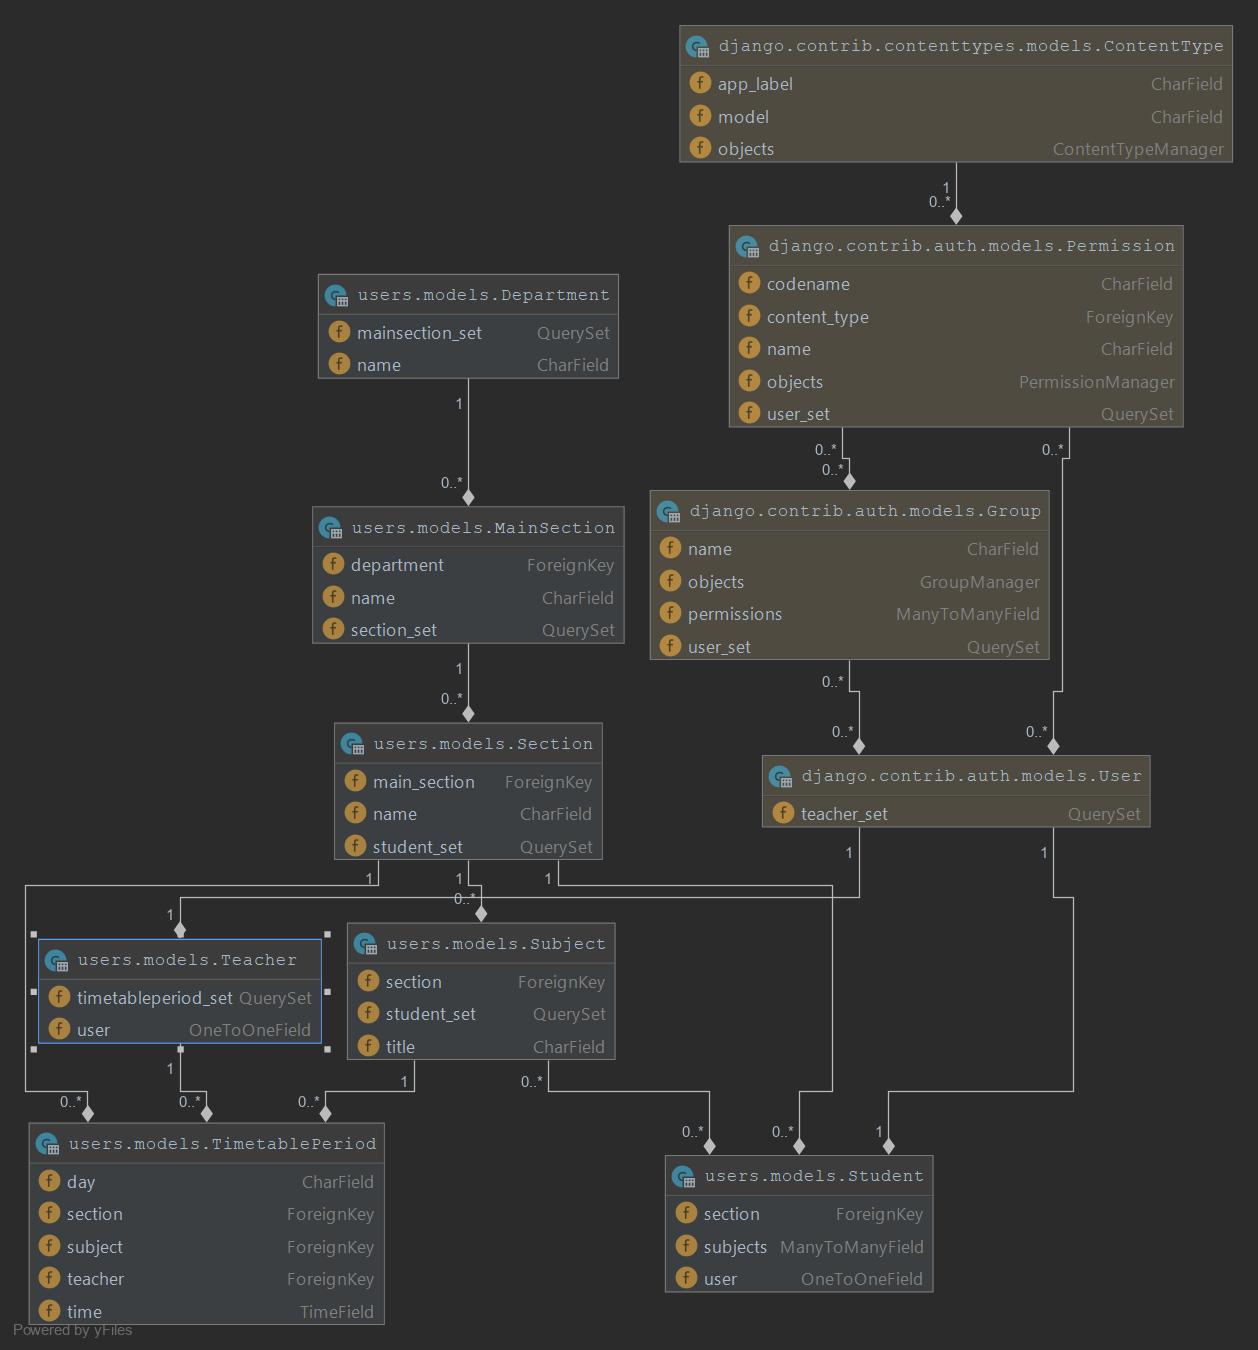 django.contrib.contenttypes.models.ContentType
app_label CharField
model CharField
objects ContentTypeManager
1
0..*
django.contrib.auth.models.Permission
codename CharField
content_type ForeignKey
name CharField
objects PermissionManager
user_set QuerySet
users.models.Department
mainsection_set QuerySet
name CharField
1
0..*
0..*
0..*
0..*
users.models.MainSection
department ForeignKey
name CharField
section_set QuerySet
django.contrib.auth.models.Group
name CharField
objects GroupManager
permissions ManyToManyField
user_set QuerySet
1
0..*
0..*
0..*
0..*
users.models.Section
main_section ForeignKey
name CharField
student_set QuerySet
django.contrib.auth.models.User
teacher_set QuerySet
1
1
1
1
1
0..*
1
users.models.Teacher
timetableperiod_set QuerySet
user OneToOneField
users.models.Subject
section ForeignKey
student_set QuerySet
title CharField
1
1
0..*
0..*
0..*
0..*
0..*
0..*
1
users.models.TimetablePeriod
day CharField
section ForeignKey
subject ForeignKey
teacher ForeignKey
time TimeField
users.models.Student
section ForeignKey
subjects ManyToManyField
user OneToOneField
Powered by yFiles